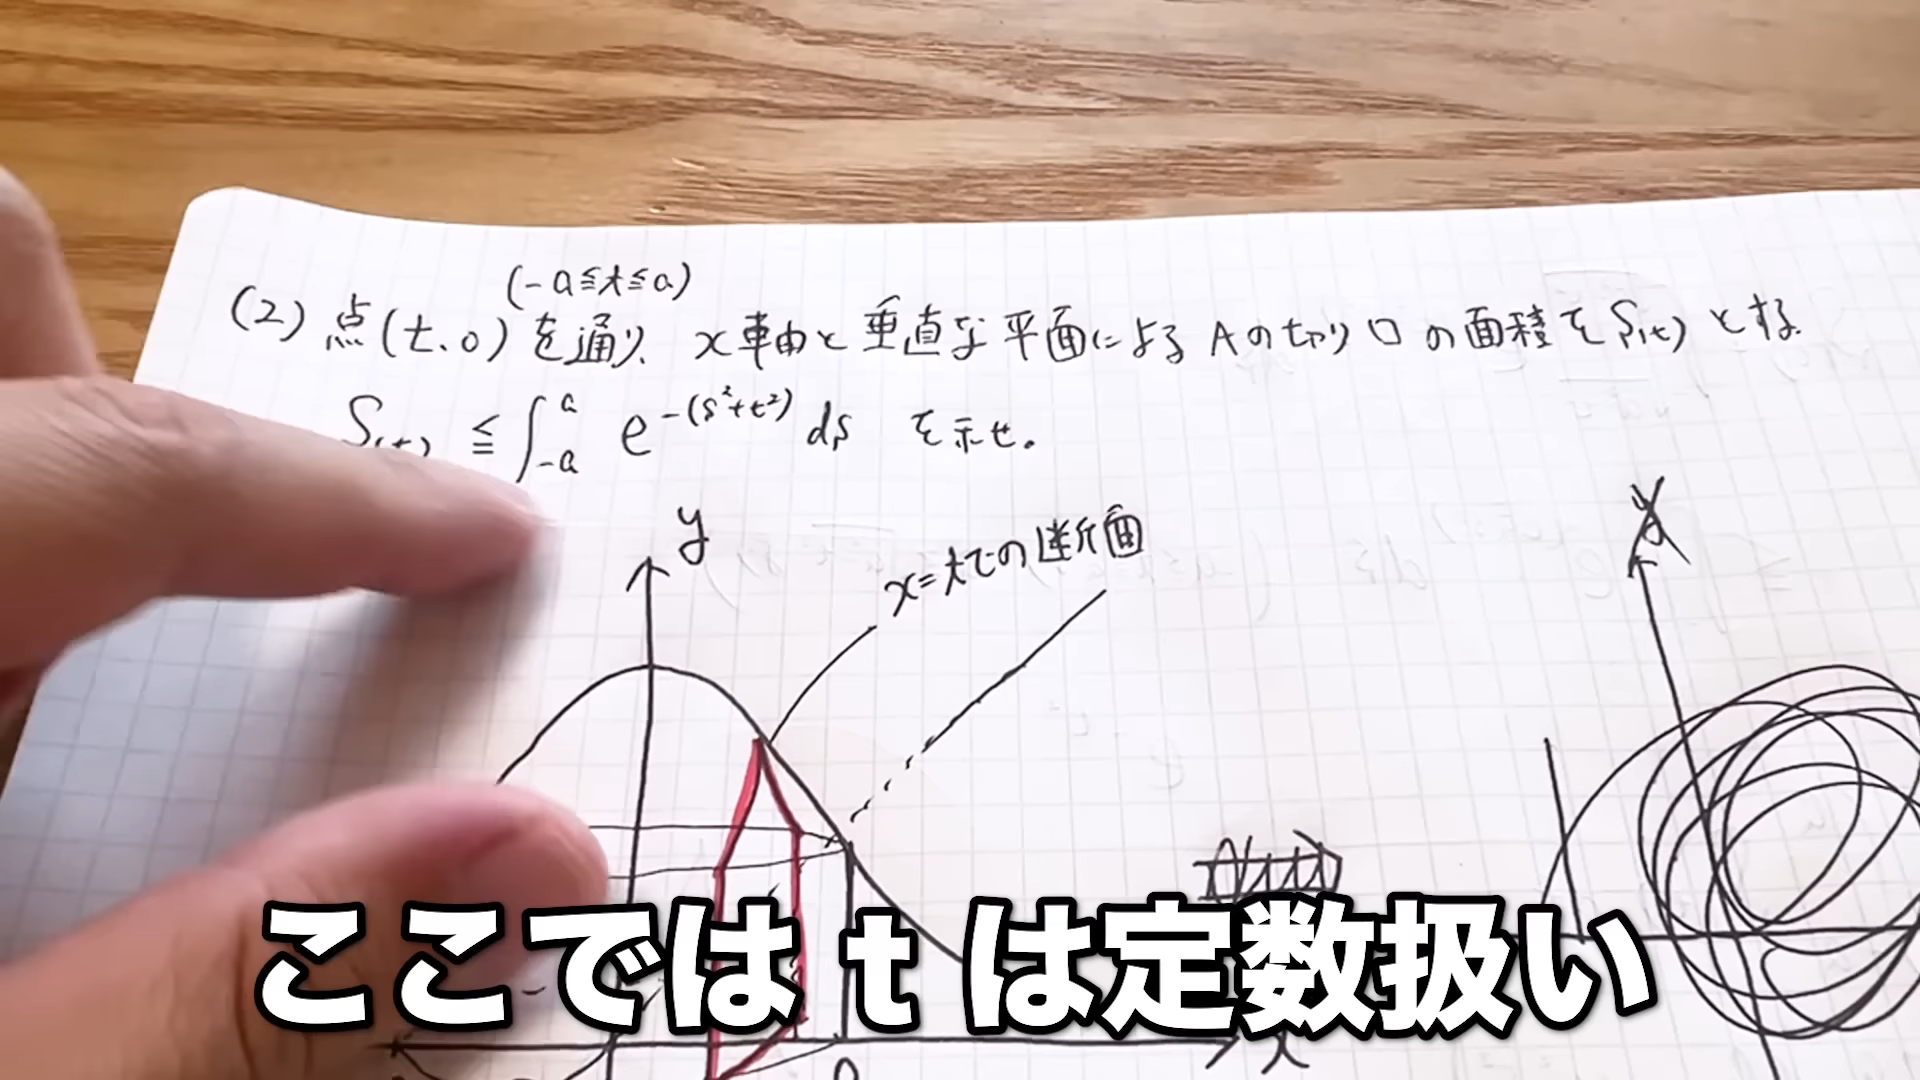 (-a≦t≦a)
(2) 点(t、0)を通り、x軸と垂直な平面によるAの切り口の面積をS(t)とする
S(t) ≦ ∫_{-a}^{a} e^{-(s²+t²)} ds を示せ。
y
x=tでの断面
x
a
ここでは t は定数扱い